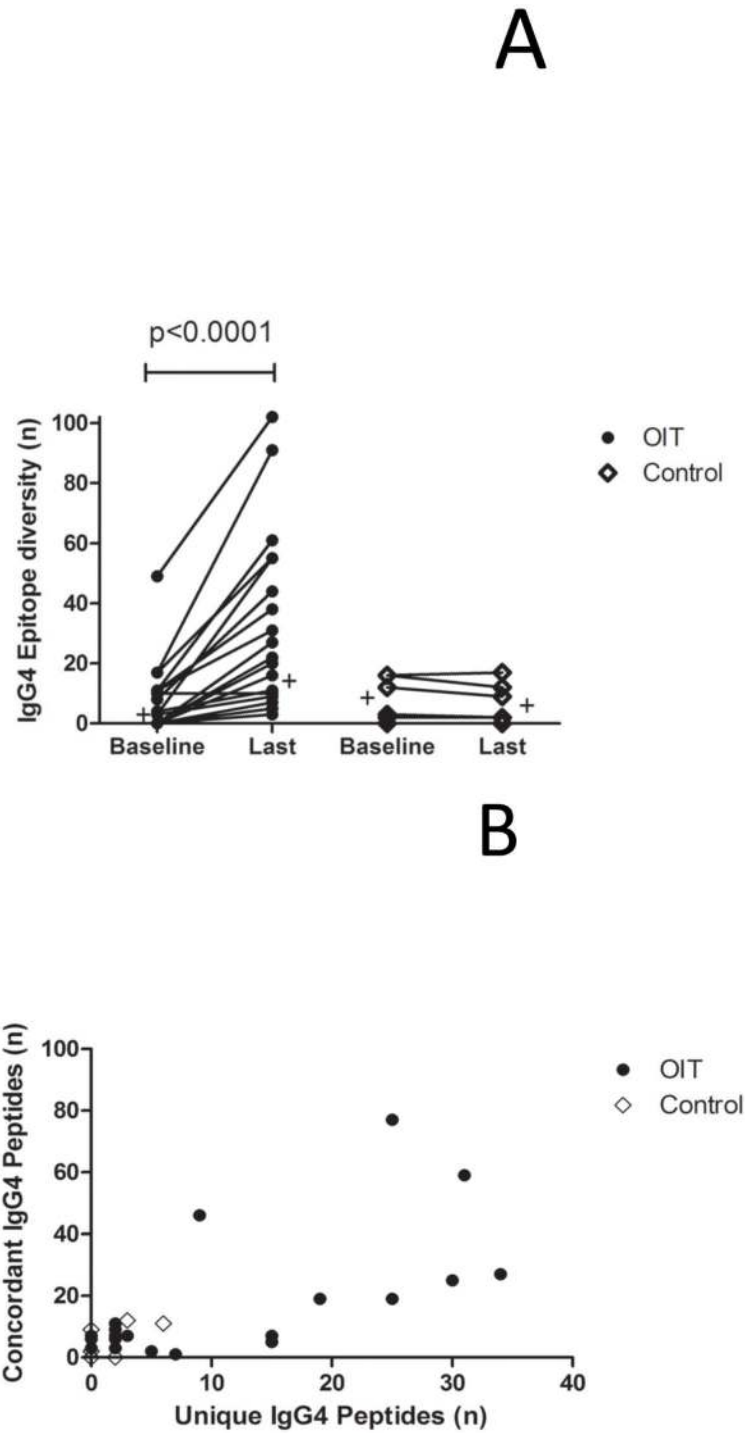 A
p<0.0001
IgG4 Epitope diversity (n)
100
80
60
40
20
0
+
+
+
+
Baseline
Last
Baseline
Last
OIT
Control
B
Concordant IgG4 Peptides (n)
100
80
60
40
20
0
0
10
20
30
40
Unique IgG4 Peptides (n)
OIT
Control